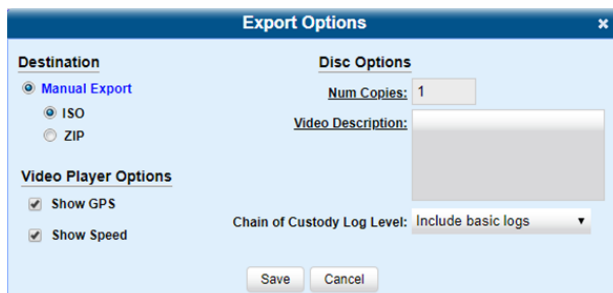 Export Options
Destination
Manual Export
ISO
ZIP
Video Player Options
Show GPS
Show Speed
Disc Options
Num Copies: 1
Video Description:
Chain of Custody Log Level: Include basic logs
Save Cancel